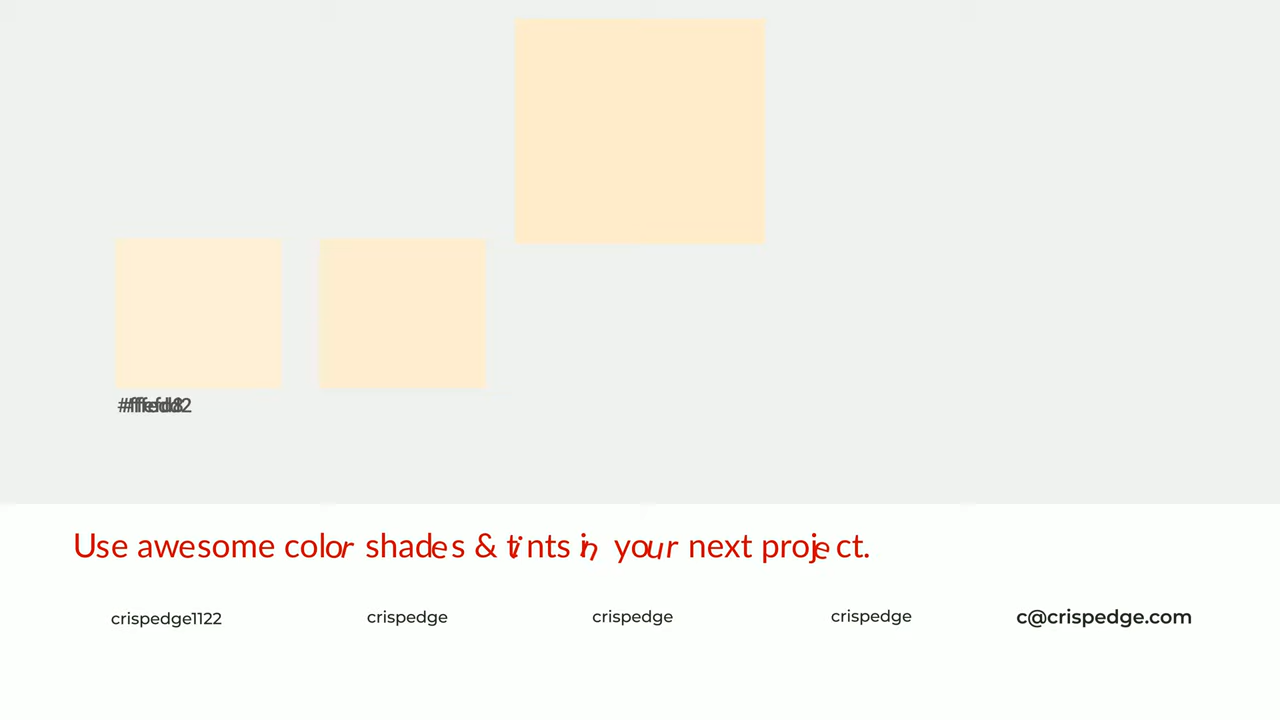 Use awesome color shades & tints in your next project.
crispedge1122 crispedge crispedge crispedge c@crispedge.com